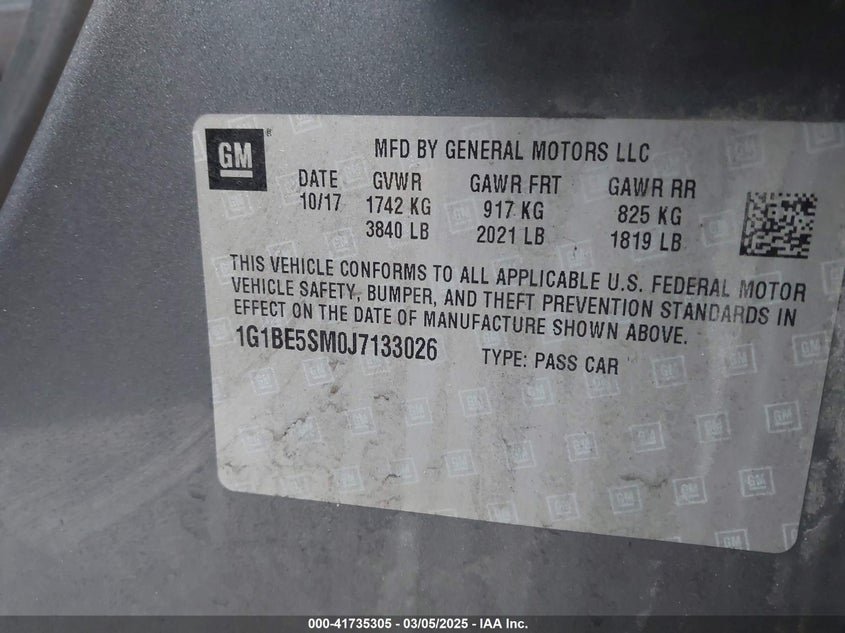 GM ®
MFD BY GENERAL MOTORS LLC
DATE GVWR GAWR FRT GAWR RR
10/17 1742 KG 917 KG 825 KG
3840 LB 2021 LB 1819 LB
THIS VEHICLE CONFORMS TO ALL APPLICABLE U.S. FEDERAL MOTOR
VEHICLE SAFETY, BUMPER, AND THEFT PREVENTION STANDARDS IN
EFFECT ON THE DATE OF MANUFACTURE SHOWN ABOVE.
1G1BE5SM0J7133026 TYPE: PASS CAR
000-41735305 - 03/05/2025 - IAA Inc.